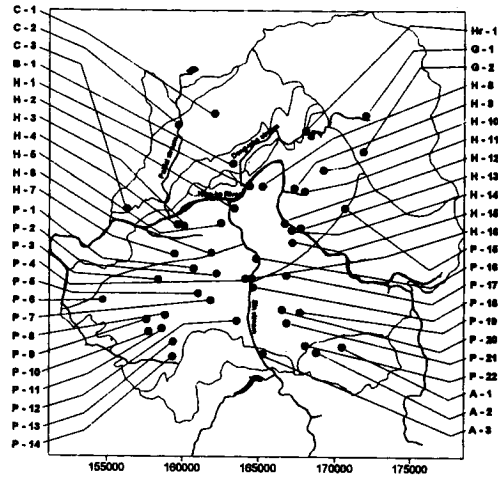 C - 1
C - 2
C - 3
B - 1
H - 1
H - 2
H - 3
H - 4
H - 5
H - 6
H - 7
P - 1
P - 2
P - 3
P - 4
P - 5
P - 6
P - 7
P - 8
P - 9
P - 10
P - 11
P - 12
P - 13
P - 14
Hr - 1
G - 1
G - 2
H - 8
H - 9
H - 10
H - 11
H - 12
H - 13
H - 14
H - 15
H - 16
P - 15
P - 16
P - 17
P - 18
P - 19
P - 20
P - 21
P - 22
A - 1
A - 2
A - 3
155000 160000 165000 170000 175000